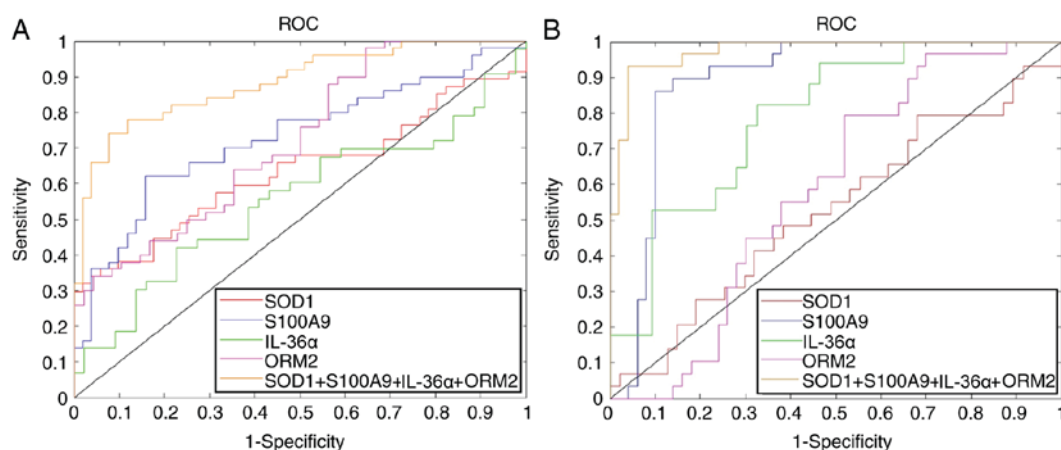 A
ROC
Sensitivity
1
0.9
0.8
0.7
0.6
0.5
0.4
0.3
0.2
0.1
0
SOD1
S100A9
IL-36α
ORM2
SOD1+S100A9+IL-36α+ORM2
0 0.1 0.2 0.3 0.4 0.5 0.6 0.7 0.8 0.9 1
1-Specificity
B
ROC
Sensitivity
1
0.9
0.8
0.7
0.6
0.5
0.4
0.3
0.2
0.1
0
SOD1
S100A9
IL-36α
ORM2
SOD1+S100A9+IL-36α+ORM2
0 0.1 0.2 0.3 0.4 0.5 0.6 0.7 0.8 0.9 1
1-Specificity